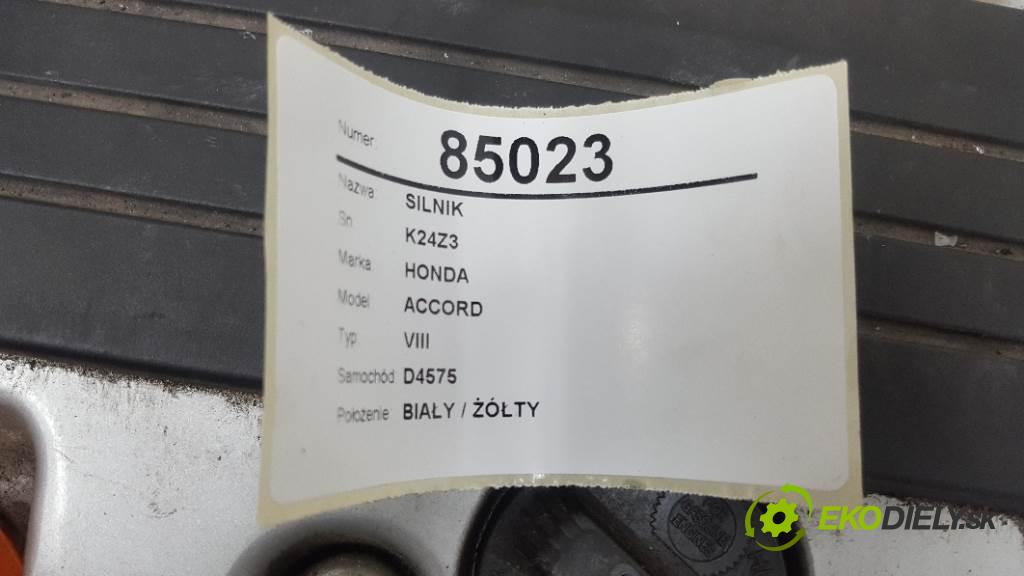 Numer: 85023
Nazwa: SILNIK
Sn K24Z3
Marka HONDA
Model ACCORD
Typ VIII
Samochód D4575
Położenie BIAŁY / ŻÓŁTY
EKODIELY.SK